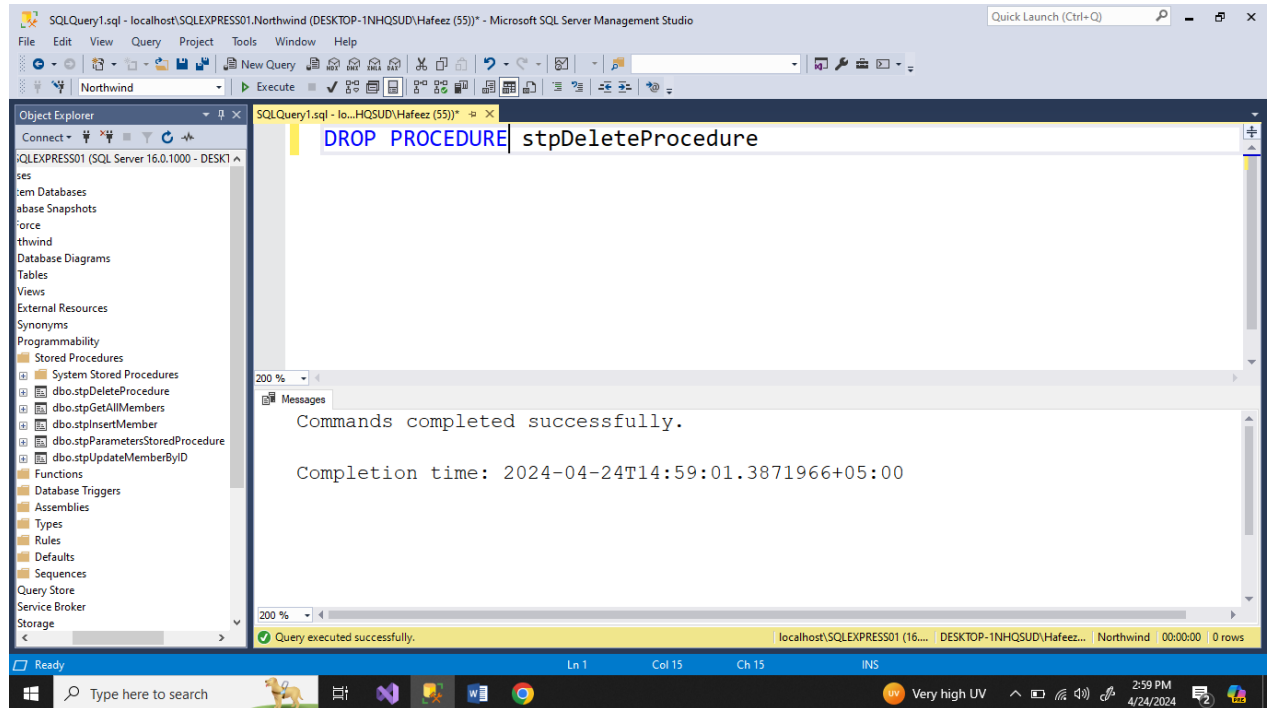 SQLQuery1.sql - localhost\SQLEXPRESS01.Northwind (DESKTOP-1NHQSUD\Hafeez (55))* - Microsoft SQL Server Management Studio
Quick Launch (Ctrl+Q)
File Edit View Query Project Tools Window Help
New Query
Northwind
Execute
Object Explorer
SQLQuery1.sql - lo...HQSUD\Hafeez (55))*
Connect
DROP PROCEDURE stpDeleteProcedure
SQLEXPRESS01 (SQL Server 16.0.1000 - DESKT
ses
tem Databases
abase Snapshots
orce
thwind
Database Diagrams
Tables
Views
External Resources
Synonyms
Programmability
Stored Procedures
System Stored Procedures
dbo.stpDeleteProcedure
dbo.stpGetAllMembers
dbo.stpInsertMember
dbo.stpParametersStoredProcedure
dbo.stpUpdateMemberByID
Functions
Database Triggers
Assemblies
Types
Rules
Defaults
Sequences
Query Store
Service Broker
Storage
200 %
Messages
Commands completed successfully.
Completion time: 2024-04-24T14:59:01.3871966+05:00
200 %
Query executed successfully.
localhost\SQLEXPRESS01 (16.... DESKTOP-1NHQSUD\Hafeez... Northwind 00:00:00 0 rows
Ready
Ln 1 Col 15 Ch 15 INS
Type here to search
UV Very high UV
2:59 PM
4/24/2024
2
PRE